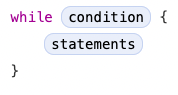 while condition {
statements
}